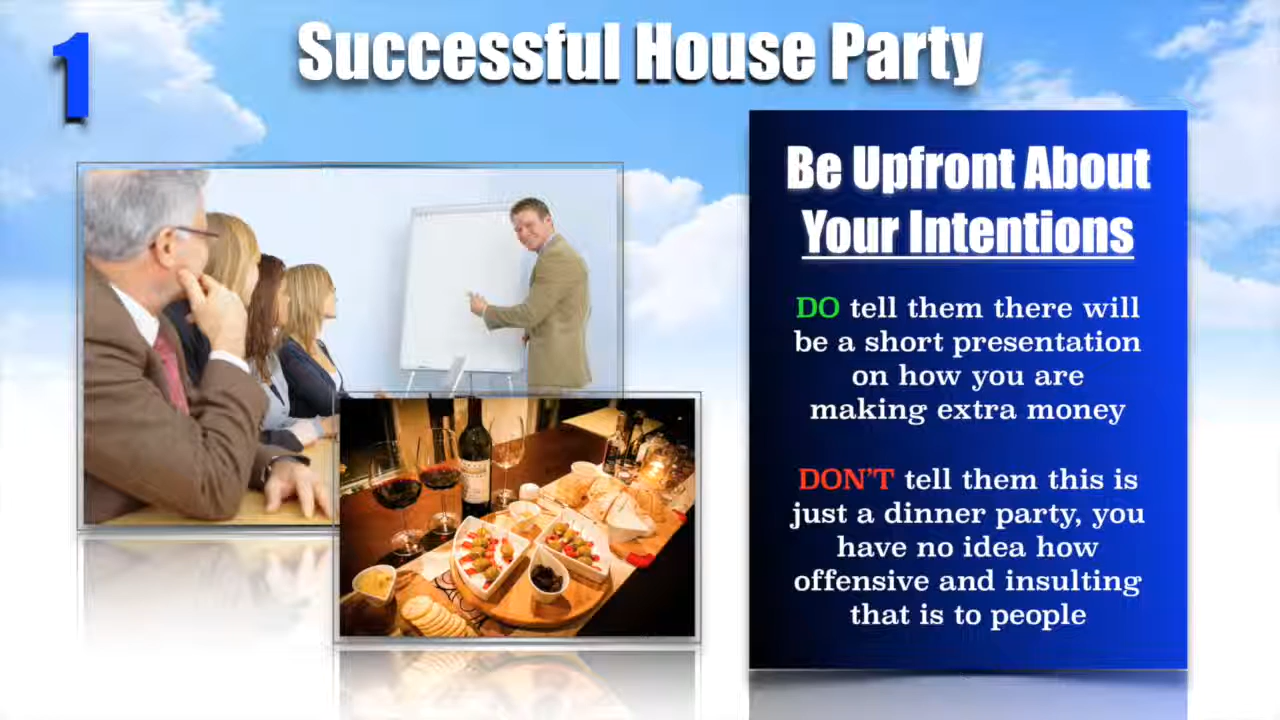 1
Successful House Party
Be Upfront About
Your Intentions
DO tell them there will
be a short presentation
on how you are
making extra money
DON'T tell them this is
just a dinner party, you
have no idea how
offensive and insulting
that is to people